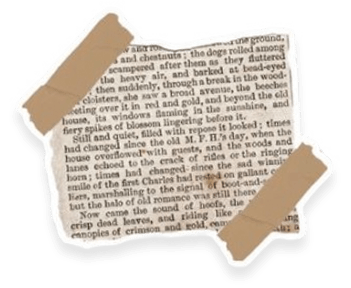 the ground,
and chestnuts; the dogs rolled among
scampered after them as they fluttered
the heavy air, and barked at bead-eyed
then suddenly, through a break in the wood-
cloisters, she saw a broad avenue, the beeches
meeting over it in red and gold, and beyond the old
house, its windows flaming in the sunshine, and
fiery spikes of blossom lingering before it.
Still and quiet, filled with repose it looked; times
had changed since the old M. F. H.'s day, when the
house overflowed with guests, and the woods and
lanes echoed to the crack of rifles or the ringing
horn; times had changed since the sad winning
smile of the first Charles had rested on gallant
liers, marshalling to the signal of boot-and-
but the halo of old romance was still there
Now came the sound of hoofs, the
crisp dead leaves, and riding like
canopies of crimson and gold,